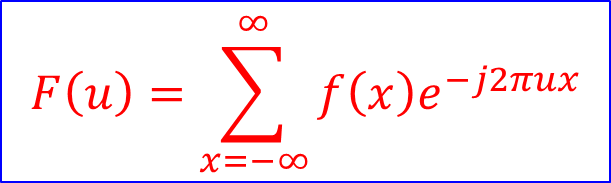 F(u) = ∑_{x=-∞}^{∞} f(x)e^{-j2πux}